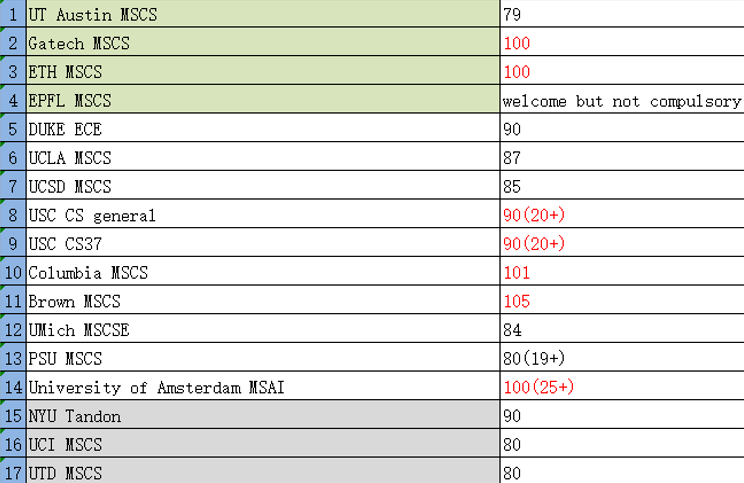 1 UT Austin MSCS 79
2 Gatech MSCS 100
3 ETH MSCS 100
4 EPFL MSCS welcome but not compulsory
5 DUKE ECE 90
6 UCLA MSCS 87
7 UCSD MSCS 85
8 USC CS general 90(20+)
9 USC CS37 90(20+)
10 Columbia MSCS 101
11 Brown MSCS 105
12 UMich MSCSE 84
13 PSU MSCS 80(19+)
14 University of Amsterdam MSAI 100(25+)
15 NYU Tandon 90
16 UCI MSCS 80
17 UTD MSCS 80